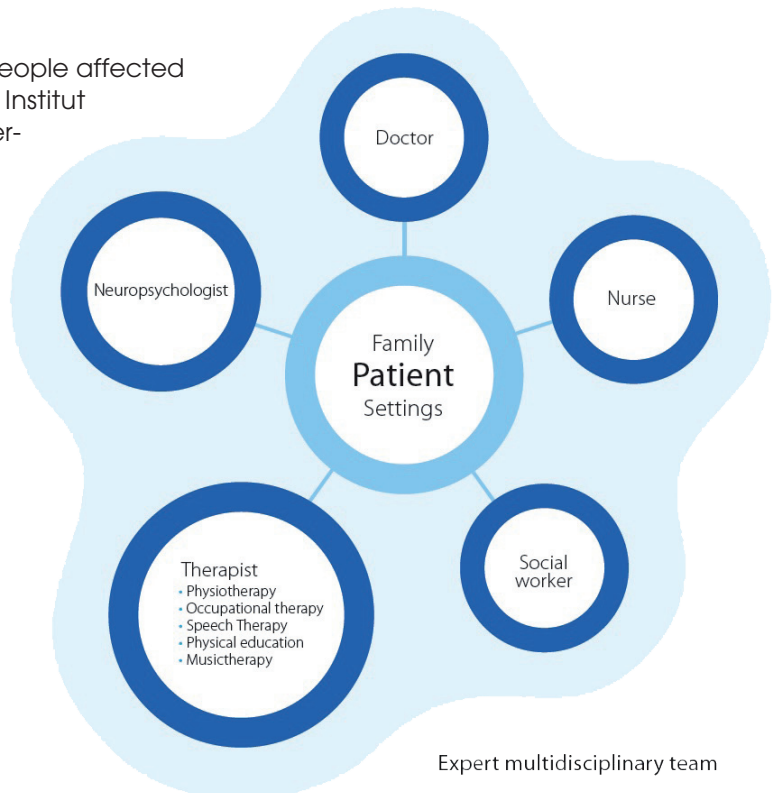 eople affected
Institut
er-
Doctor
Neuropsychologist
Nurse
Family
Patient
Settings
Therapist
• Physiotherapy
• Occupational therapy
• Speech Therapy
• Physical education
• Musictherapy
Social
worker
Expert multidisciplinary team